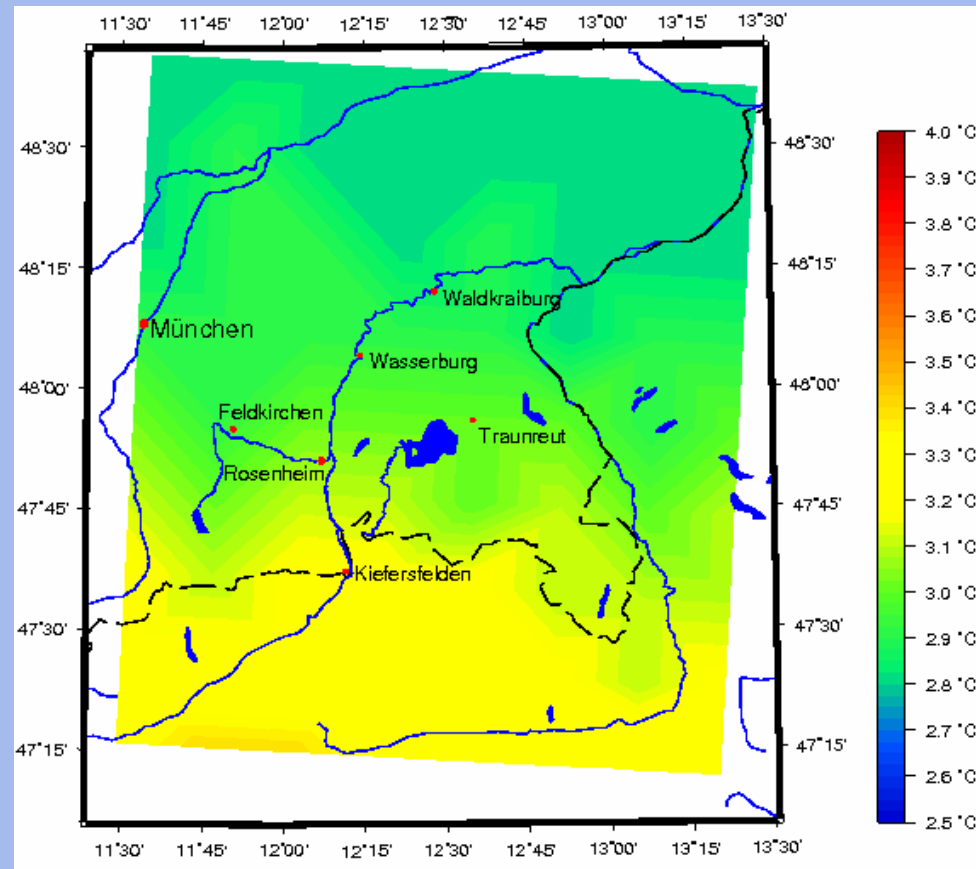 11°30' 11°45' 12°00' 12°15' 12°30' 12°45' 13°00' 13°15' 13°30'
48°30' 48°30'
48°15' 48°15'
48°00' 48°00'
47°45' 47°45'
47°30' 47°30'
47°15' 47°15'
Waldkraiburg
München
Wasserburg
Feldkirchen
Traunreut
Rosenheim
Kiefersfelden
11°30' 11°45' 12°00' 12°15' 12°30' 12°45' 13°00' 13°15' 13°30'
4.0 °C
3.9 °C
3.8 °C
3.7 °C
3.6 °C
3.5 °C
3.4 °C
3.3 °C
3.2 °C
3.1 °C
3.0 °C
2.9 °C
2.8 °C
2.7 °C
2.6 °C
2.5 °C